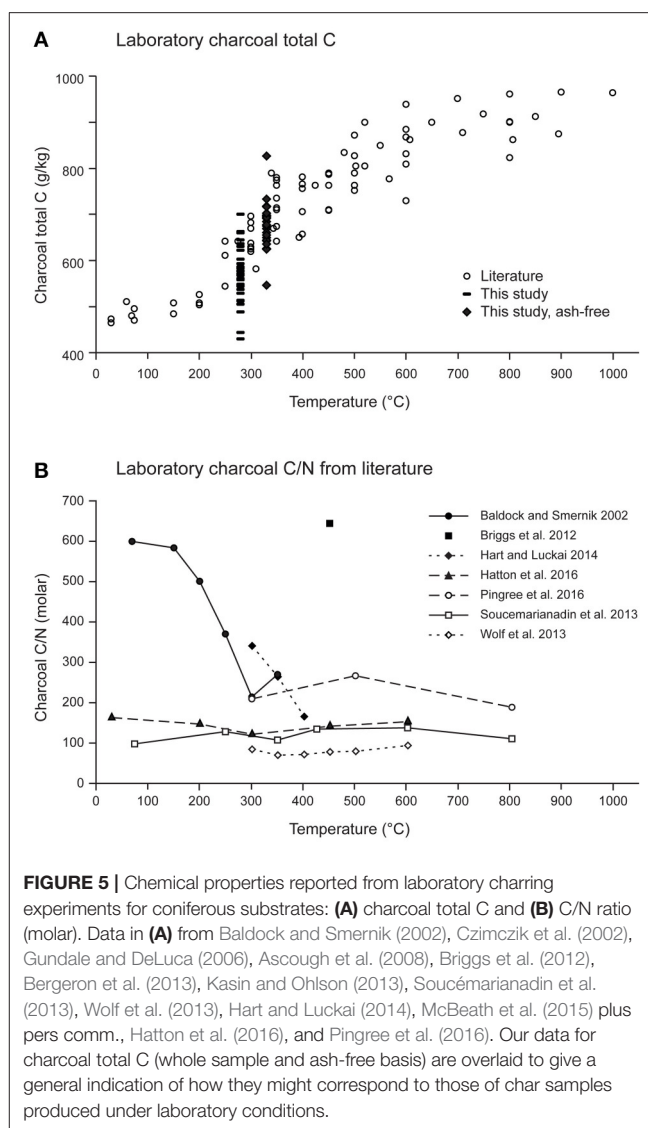 A Laboratory charcoal total C
1000
800
600
400
Charcoal total C (g/kg)
Literature
This study
This study, ash-free
0 100 200 300 400 500 600 700 800 900 1000
Temperature (°C)
B Laboratory charcoal C/N from literature
700
600
500
400
300
200
100
0
Charcoal C/N (molar)
Baldock and Smernik 2002
Briggs et al. 2012
Hart and Luckai 2014
Hatton et al. 2016
Pingree et al. 2016
Soucemarianadin et al. 2013
Wolf et al. 2013
0 100 200 300 400 500 600 700 800 900 1000
Temperature (°C)
FIGURE 5 | Chemical properties reported from laboratory charring
experiments for coniferous substrates: (A) charcoal total C and (B) C/N ratio
(molar). Data in (A) from Baldock and Smernik (2002), Czimczik et al. (2002),
Gundale and DeLuca (2006), Ascough et al. (2008), Briggs et al. (2012),
Bergeron et al. (2013), Kasin and Ohlson (2013), Soucémarianadin et al.
(2013), Wolf et al. (2013), Hart and Luckai (2014), McBeath et al. (2015) plus
pers comm., Hatton et al. (2016), and Pingree et al. (2016). Our data for
charcoal total C (whole sample and ash-free basis) are overlaid to give a
general indication of how they might correspond to those of char samples
produced under laboratory conditions.